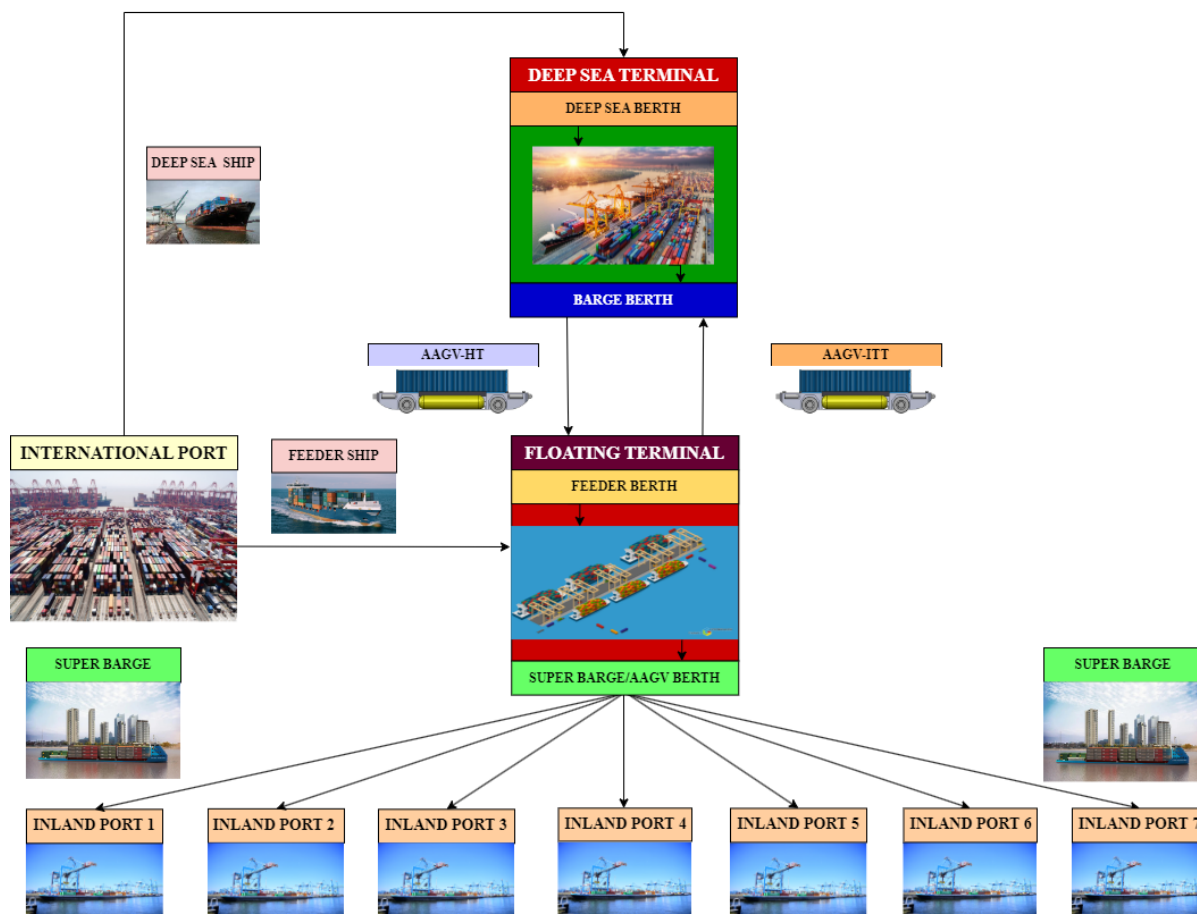 DEEP SEA TERMINAL
DEEP SEA BERTH
DEEP SEA SHIP
BARGE BERTH
AAGV-HT
AAGV-ITT
INTERNATIONAL PORT
FEEDER SHIP
FLOATING TERMINAL
FEEDER BERTH
SUPER BARGE
SUPER BARGE/AAGV BERTH
SUPER BARGE
INLAND PORT 1
INLAND PORT 2
INLAND PORT 3
INLAND PORT 4
INLAND PORT 5
INLAND PORT 6
INLAND PORT 7